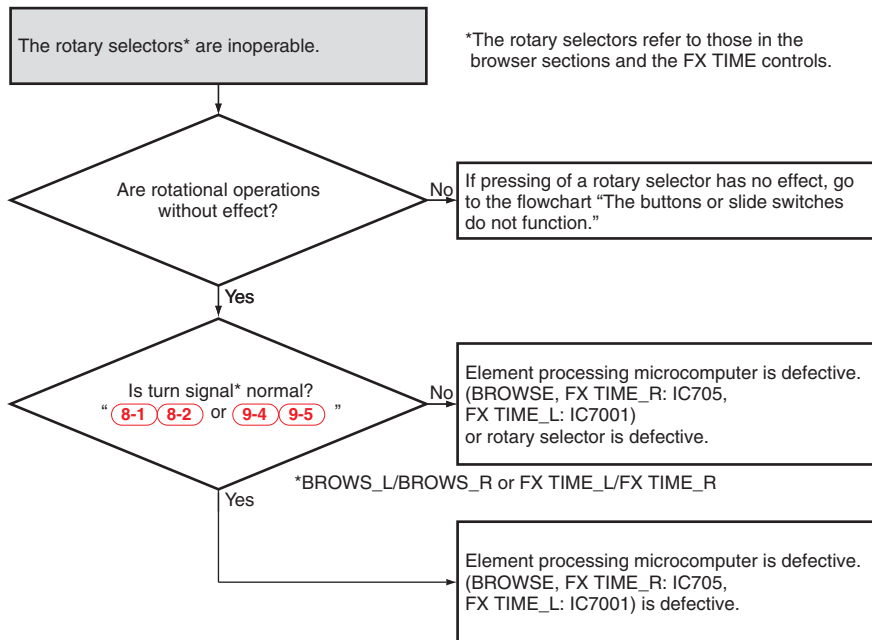 The rotary selectors* are inoperable.
*The rotary selectors refer to those in the
browser sections and the FX TIME controls.
Are rotational operations
without effect?
No
If pressing of a rotary selector has no effect, go
to the flowchart “The buttons or slide switches
do not function.”
Yes
Is turn signal* normal?
“ 8-1 8-2 or 9-4 9-5 ”
No
Element processing microcomputer is defective.
(BROWSE, FX TIME_R: IC705,
FX TIME_L: IC7001)
or rotary selector is defective.
*BROWS_L/BROWS_R or FX TIME_L/FX TIME_R
Yes
Element processing microcomputer is defective.
(BROWSE, FX TIME_R: IC705,
FX TIME_L: IC7001) is defective.